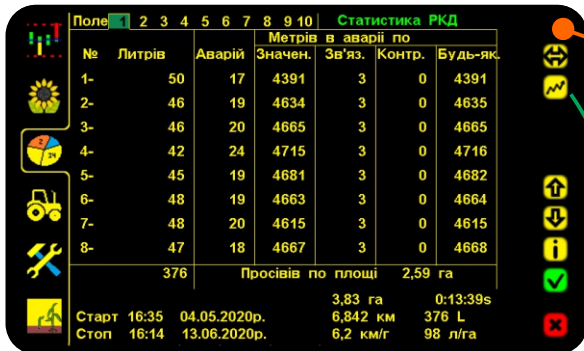 Поле 1 2 3 4 5 6 7 8 9 10 Статистика РКД
Метрів в аварії по
№ Литрів Аварій Значен. Зв'яз. Контр. Будь-як.
1- 50 17 4391 3 0 4391
2- 46 19 4634 3 0 4635
3- 46 20 4665 3 0 4665
4- 42 24 4715 3 0 4716
5- 45 19 4681 3 0 4682
6- 48 19 4663 3 0 4664
7- 48 20 4615 3 0 4615
8- 47 18 4667 3 0 4668
376 Просівів по площі 2,59 га
3,83 га 0:13:39s
Старт 16:35 04.05.2020р. 6,842 км 376 L
Стоп 16:14 13.06.2020р. 6,2 км/г 98 л/га